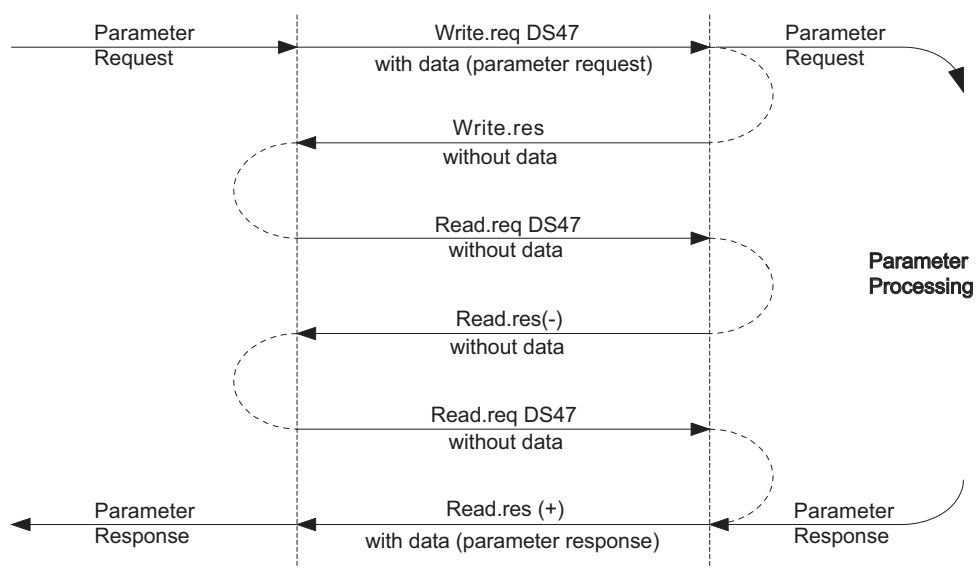 Parameter
Request
Write.req DS47
with data (parameter request)
Parameter
Request
Write.res
without data
Read.req DS47
without data
Parameter
Processing
Read.res(-)
without data
Read.req DS47
without data
Parameter
Response
Read.res (+)
with data (parameter response)
Parameter
Response